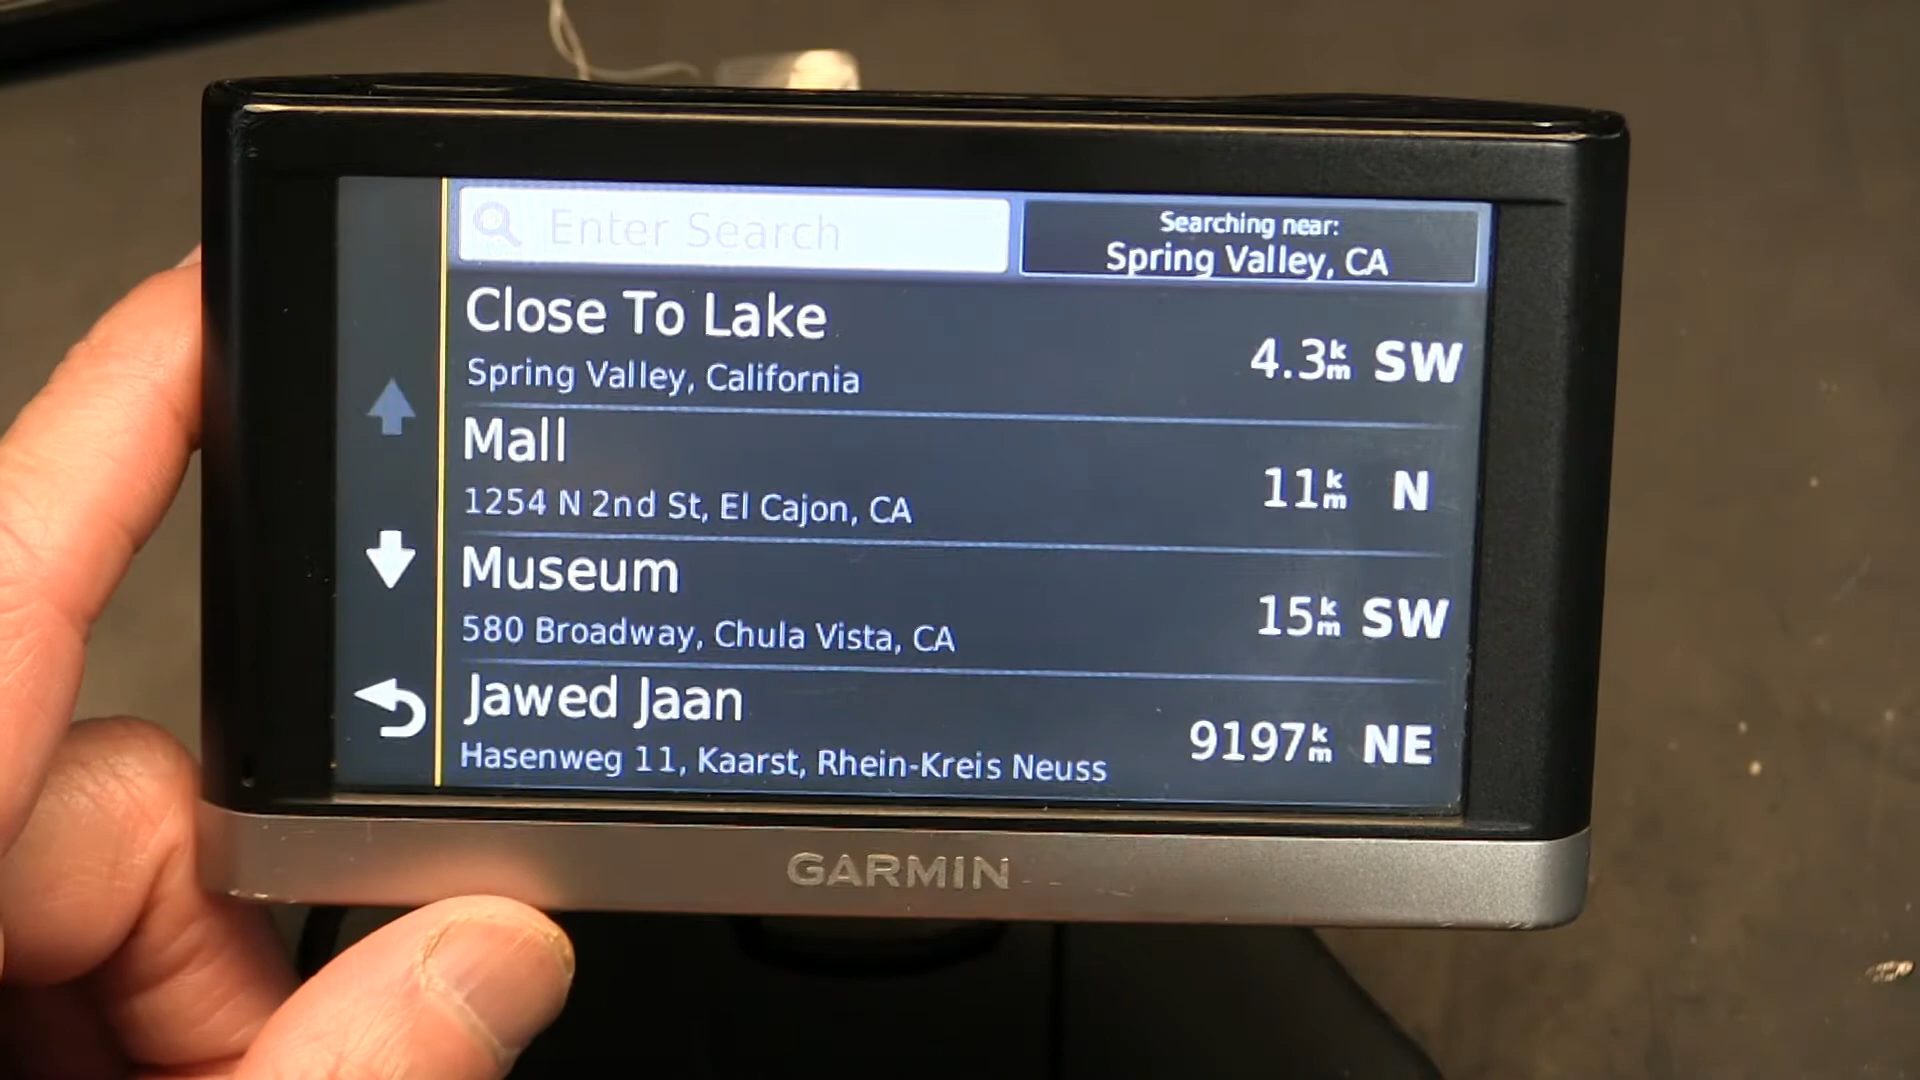 Enter Search
Searching near:
Spring Valley, CA
Close To Lake
4.3km SW
Spring Valley, California
Mall
11km N
1254 N 2nd St, El Cajon, CA
Museum
15km SW
580 Broadway, Chula Vista, CA
Jawed Jaan
9197km NE
Hasenweg 11, Kaarst, Rhein-Kreis Neuss
GARMIN